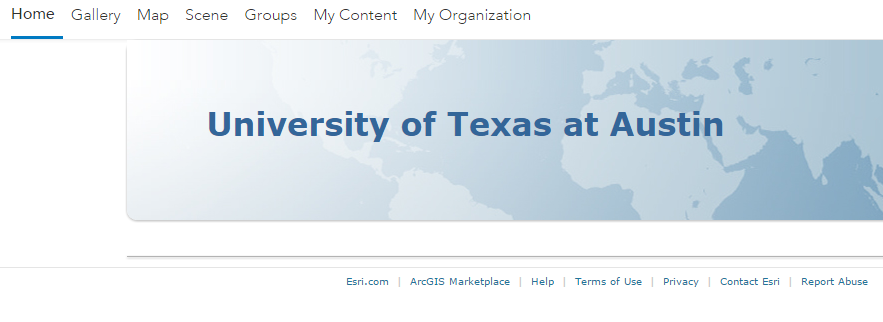 Home Gallery Map Scene Groups My Content My Organization
University of Texas at Austin
Esri.com | ArcGIS Marketplace | Help | Terms of Use | Privacy | Contact Esri | Report Abuse